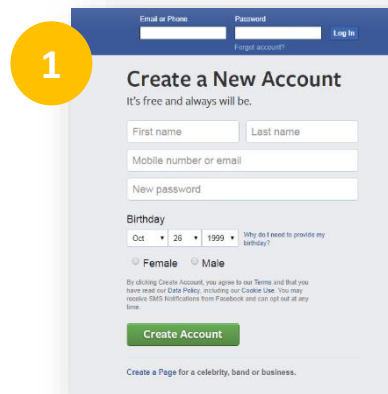 1
Email or Phone Password
Log In
Forgot account?
Create a New Account
It's free and always will be.
First name Last name
Mobile number or email
New password
Birthday
Oct 26 1999 Why do I need to provide my
birthday?
Female Male
By clicking Create Account, you agree to our Terms and that you
have read our Data Policy, including our Cookie Use. You may
receive SMS Notifications from Facebook and can opt out at any
time.
Create Account
Create a Page for a celebrity, band or business.